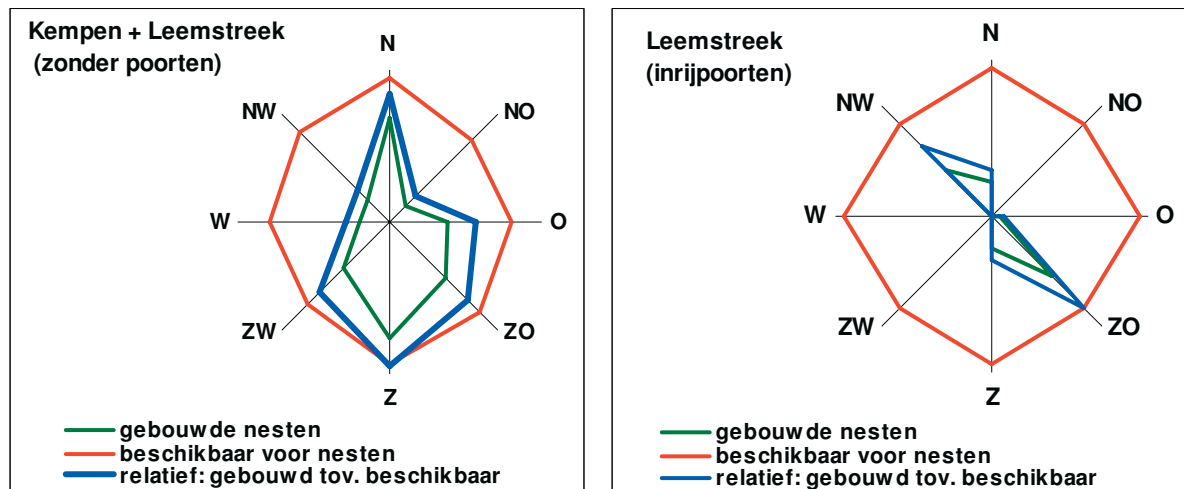 Kempen + Leemstreek
(zonder poorten)
N
NW
NO
W
O
ZW
ZO
Z
gebouwde nesten
beschikbaar voor nesten
relatief: gebouwd tov. beschikbaar
Leemstreek
(inrijpoorten)
N
NW
NO
W
O
ZW
ZO
Z
gebouwde nesten
beschikbaar voor nesten
relatief: gebouwd tov. beschikbaar